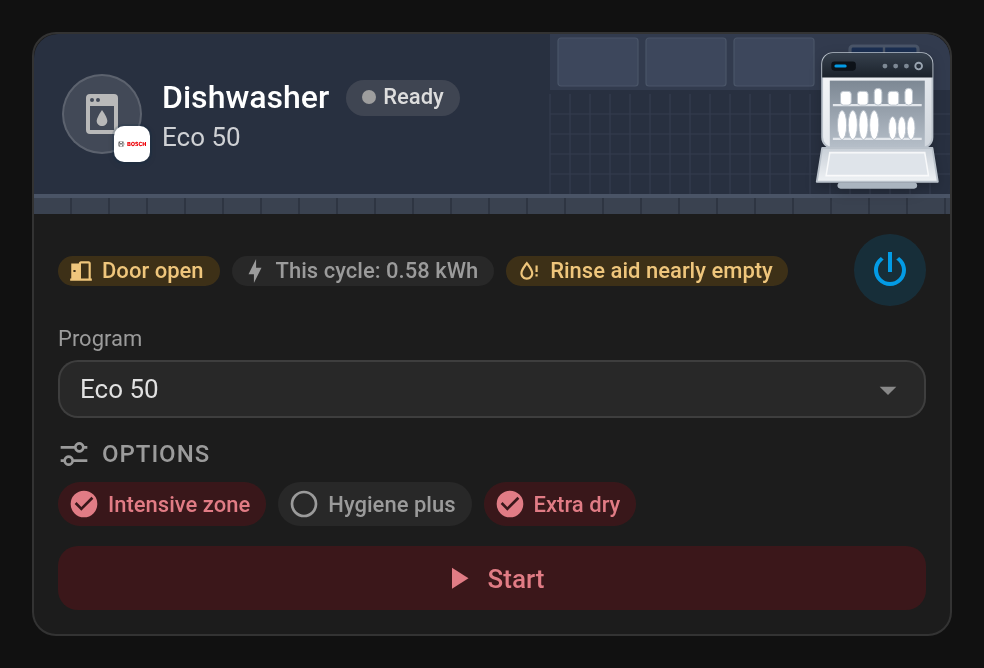 Dishwasher
Ready
Eco 50
BOSCH
Door open
This cycle: 0.58 kWh
Rinse aid nearly empty
Program
Eco 50
OPTIONS
Intensive zone
Hygiene plus
Extra dry
Start